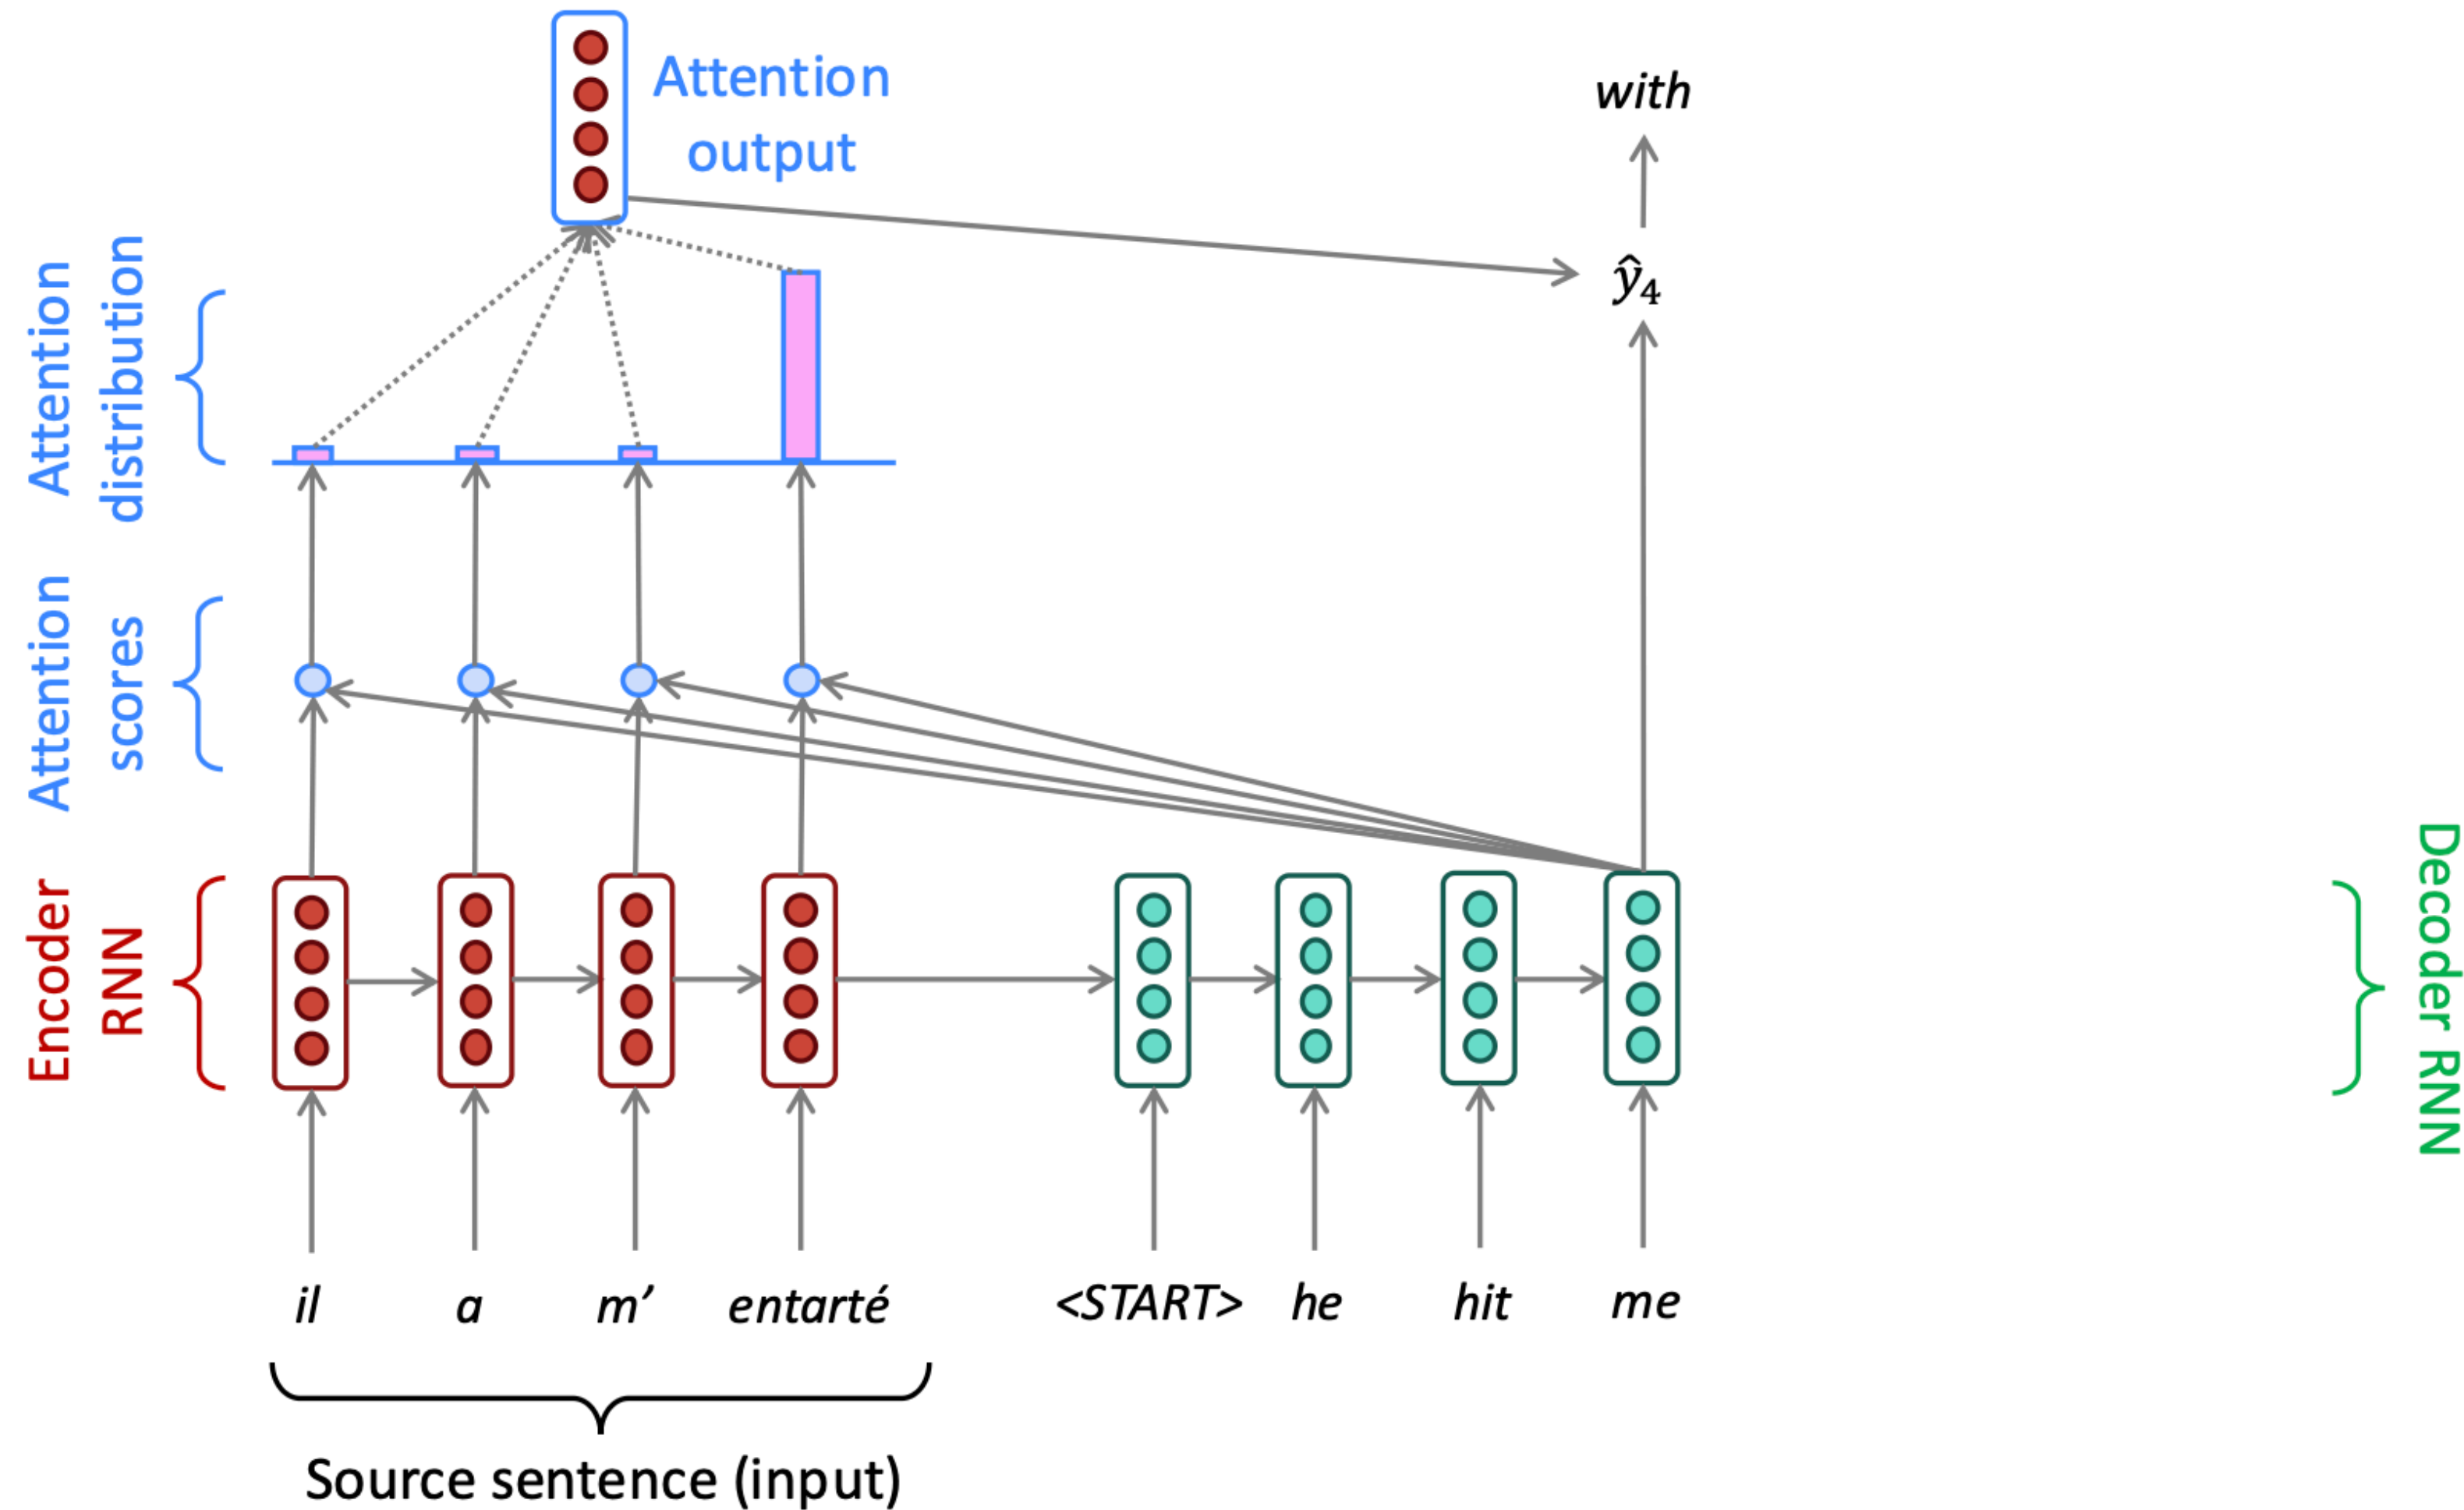 Attention
output
with
ŷ₄
Attention
distribution
Attention
scores
Encoder
RNN
Decoder RNN
il a m’ entarté <START> he hit me
Source sentence (input)